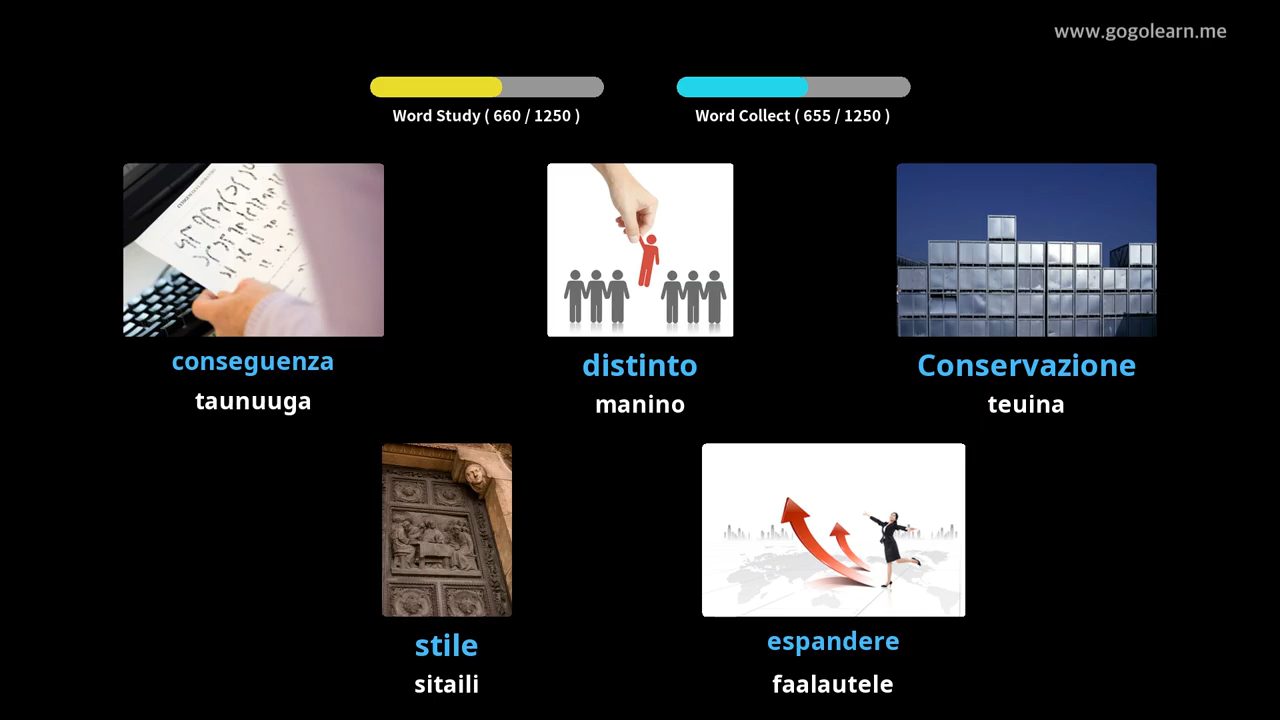 www.gogolearn.me
Word Study ( 660 / 1250 )
Word Collect ( 655 / 1250 )
conseguenza
distinto
Conservazione
taunuuga
manino
teuina
stile
espandere
sitaili
faalautele